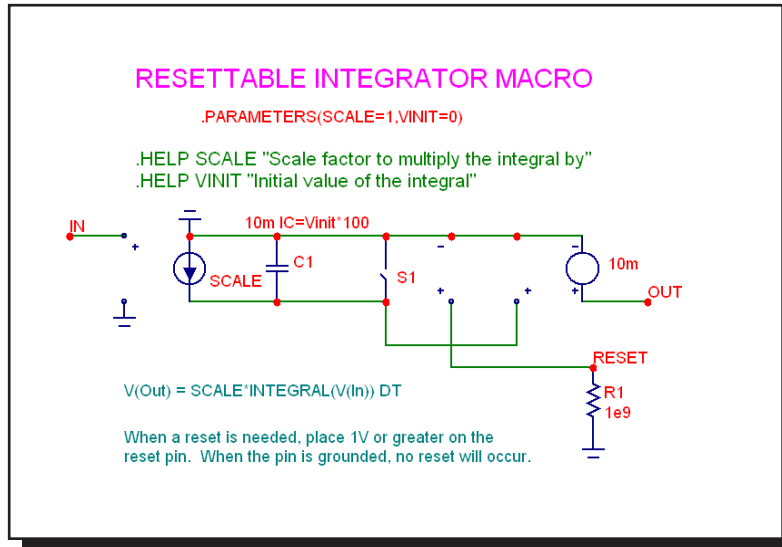 RESETTABLE INTEGRATOR MACRO
.PARAMETERS(SCALE=1,VINIT=0)
.HELP SCALE "Scale factor to multiply the integral by"
.HELP VINIT "Initial value of the integral"
IN
10m IC=Vinit*100
+
SCALE
C1
S1
-
+
+
-
+
10m
OUT
RESET
R1
1e9
V(Out) = SCALE*INTEGRAL(V(In)) DT
When a reset is needed, place 1V or greater on the
reset pin. When the pin is grounded, no reset will occur.